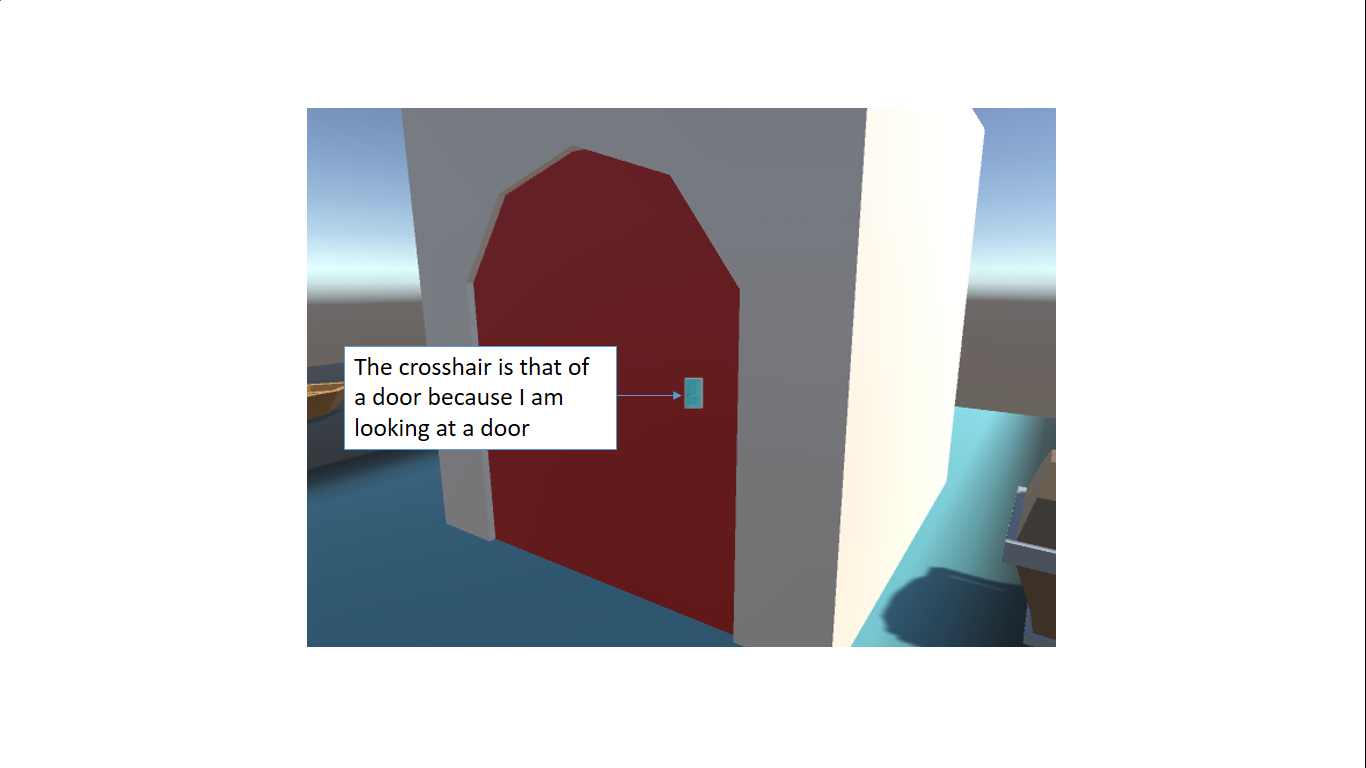 The crosshair is that of
a door because I am
looking at a door